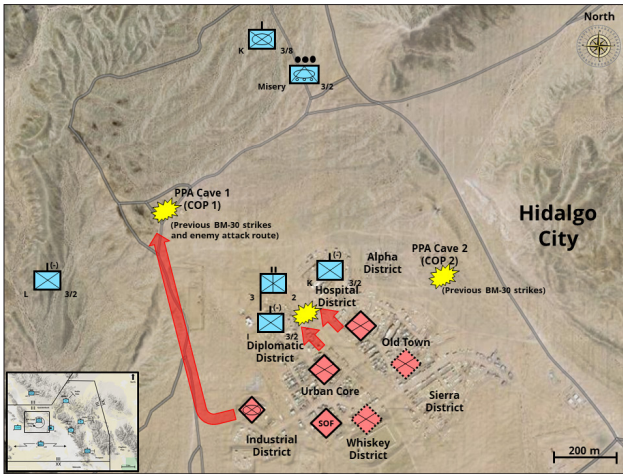 North
K
3/8
Misery
3/2
PPA Cave 1
(COP 1)
(Previous BM-30 strikes
and enemy attack route)
Hidalgo
City
PPA Cave 2
(COP 2)
(Previous BM-30 strikes)
Alpha
District
(-)
K
3/2
Hospital
District
(-)
L
3/2
3
2
(-)
I
3/2
Diplomatic
District
Old Town
Urban Core
Sierra
District
SOF
Industrial
District
Whiskey
District
200 m